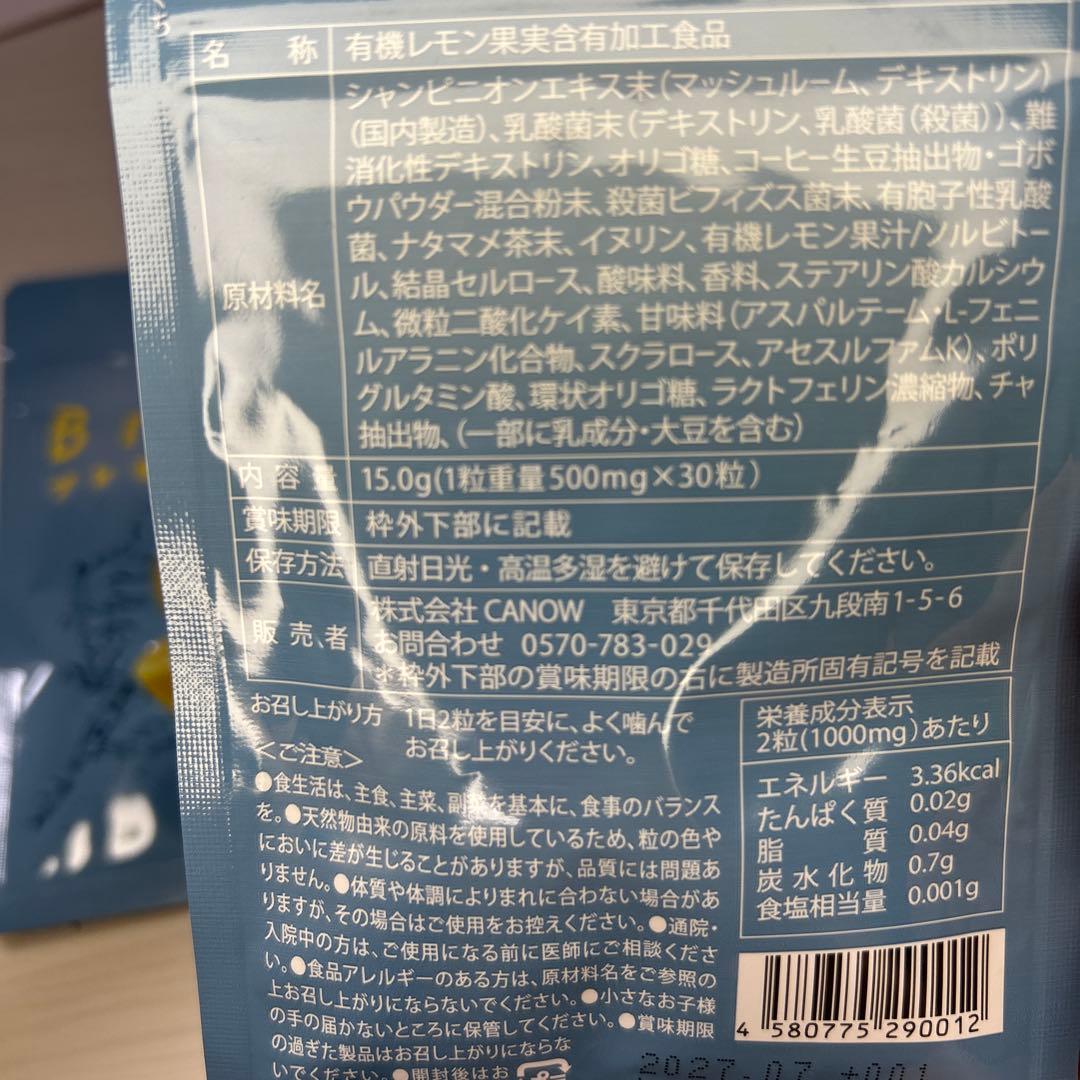 名 称 有機レモン果実含有加工食品
原材料名
シャンピニオンエキス末(マッシュルーム、デキストリン)
(国内製造)、乳酸菌末(デキストリン、乳酸菌(殺菌))、難
消化性デキストリン、オリゴ糖、コーヒー生豆抽出物・ゴボ
ウパウダー混合粉末、殺菌ビフィズス菌末、有胞子性乳酸
菌、ナタマメ茶末、イヌリン、有機レモン果汁/ソルビトー
ル、結晶セルロース、酸味料、香料、ステアリン酸カルシウ
ム、微粒二酸化ケイ素、甘味料(アスパルテーム・L-フェニ
ルアラニン化合物、スクラロース、アセスルファムK)、ポリ
グルタミン酸、環状オリゴ糖、ラクトフェリン濃縮物、チャ
抽出物、(一部に乳成分・大豆を含む)
内容量 15.0g(1粒重量500mg×30粒)
賞味期限 枠外下部に記載
保存方法 直射日光・高温多湿を避けて保存してください。
販売者
株式会社 CANOW 東京都千代田区九段南1-5-6
お問合わせ 0570-783-029
※枠外下部の賞味期限の右に製造所固有記号を記載
お召し上がり方 1日2粒を目安に、よく噛んで
お召し上がりください。
<ご注意>
●食生活は、主食、主菜、副菜を基本に、食事のバランス
を。●天然物由来の原料を使用しているため、粒の色や
においに差が生じることがありますが、品質には問題あ
りません。●体質や体調によりまれに合わない場合があ
りますが、その場合はご使用をお控えください。●通院・
入院中の方は、ご使用になる前に医師にご相談くださ
い。●食品アレルギーのある方は、原材料名をご参照の
上お召し上がりにならないでください。●小さなお子様
の手の届かないところに保管してください。●賞味期限
の過ぎた製品はお召し上がりにならな
いでください。●開封後はお
栄養成分表示
2粒(1000mg)あたり
エネルギー 3.36kcal
たんぱく質 0.02g
脂質 0.04g
炭水化物 0.7g
食塩相当量 0.001g
4 580775 290012
2027.07 +001